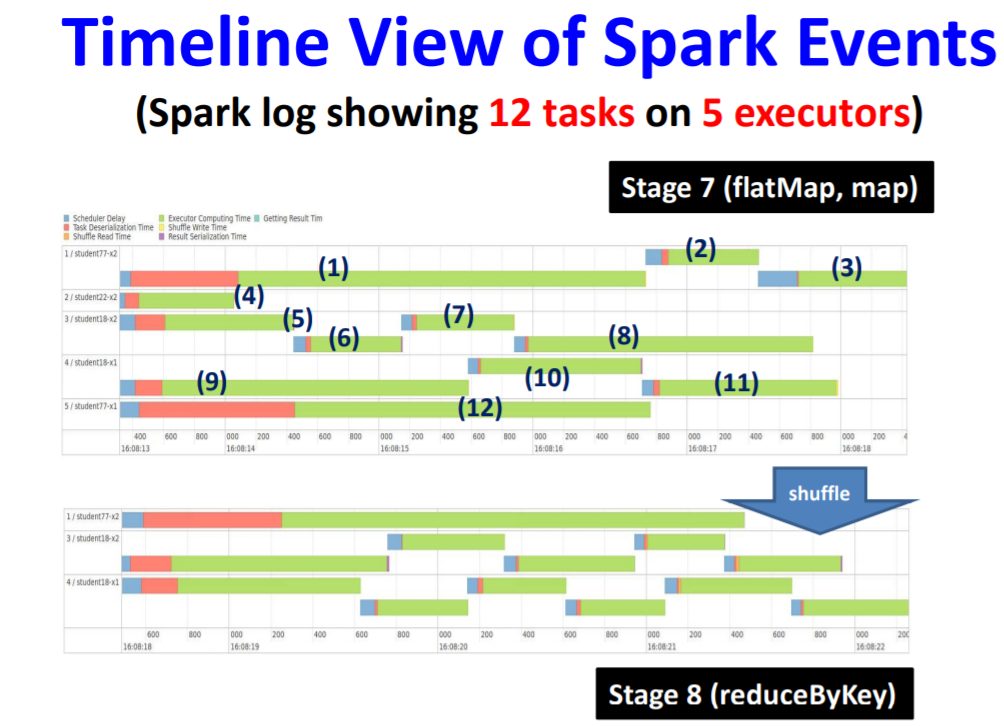 Timeline View of Spark Events
(Spark log showing 12 tasks on 5 executors)
Stage 7 (flatMap, map)
Scheduler Delay
Executor Computing Time
Getting Result Tim
Task Deserialization Time
Shuffle Write Time
Shuffle Read Time
Result Serialization Time
1 / student77-x2
(1)
(2)
(3)
2 / student22-x2
(4)
3 / student18-x2
(5)
(6)
(7)
(8)
4 / student18-x1
(9)
(10)
(11)
5 / student77-x1
(12)
400 600 800 000 200 400 600 800 000 200 400 600 800 000 200 400 600 800 000 200 400 600 800 000 200 4
16:08:13 16:08:14 16:08:15 16:08:16 16:08:17 16:08:18
shuffle
1 / student77-x2
3 / student18-x2
4 / student18-x1
600 800 000 200 400 600 800 000 200 400 600 800 000 200 400 600 800 000 200
16:08:18 16:08:19 16:08:20 16:08:21 16:08:22
Stage 8 (reduceByKey)